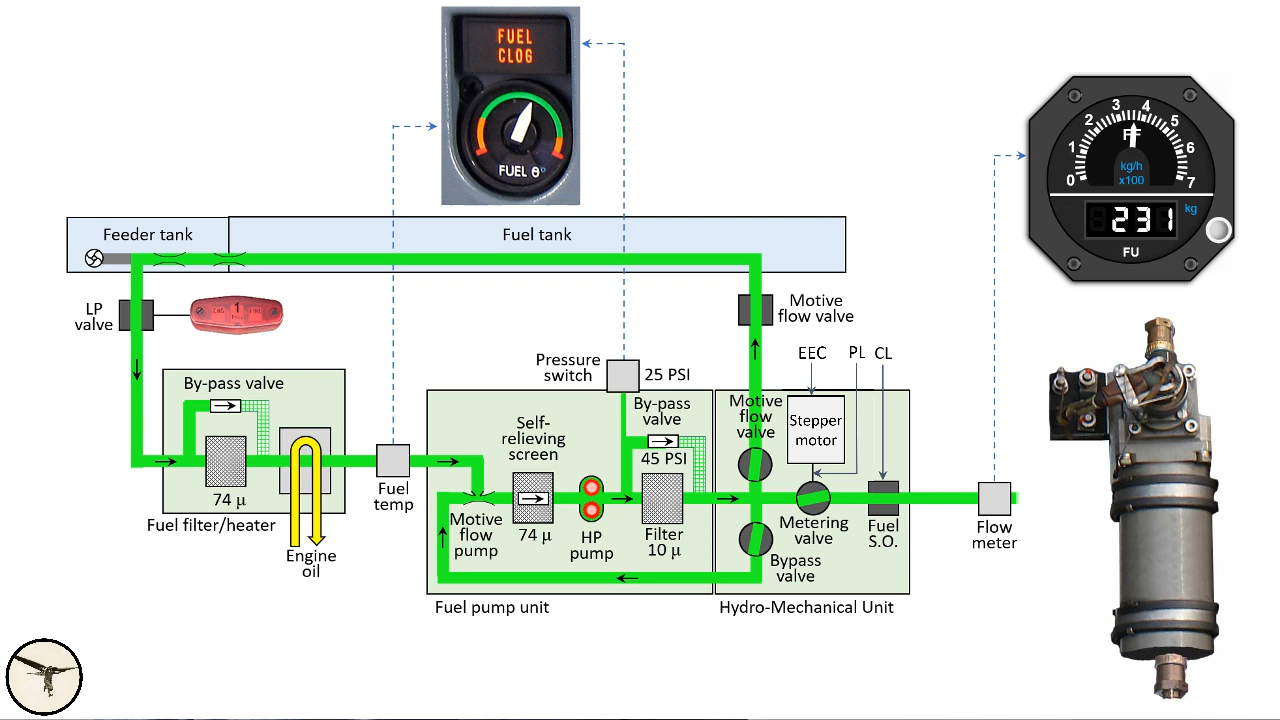 FUEL
CLOG
FUEL θ°
0
1
2
3
4
5
6
7
FF
kg/h
x100
231
kg
FU
Feeder tank
Fuel tank
LP
valve
ENG 1
Motive
flow valve
Pressure
switch
25 PSI
EEC
PL
CL
By-pass valve
74 µ
Fuel filter/heater
Engine
oil
Fuel
temp
Self-
relieving
screen
74 µ
Motive
flow
pump
HP
pump
By-pass
valve
45 PSI
Filter
10 µ
Fuel pump unit
Motive
flow
valve
Stepper
motor
Metering
valve
Fuel
S.O.
Bypass
valve
Hydro-Mechanical Unit
Flow
meter